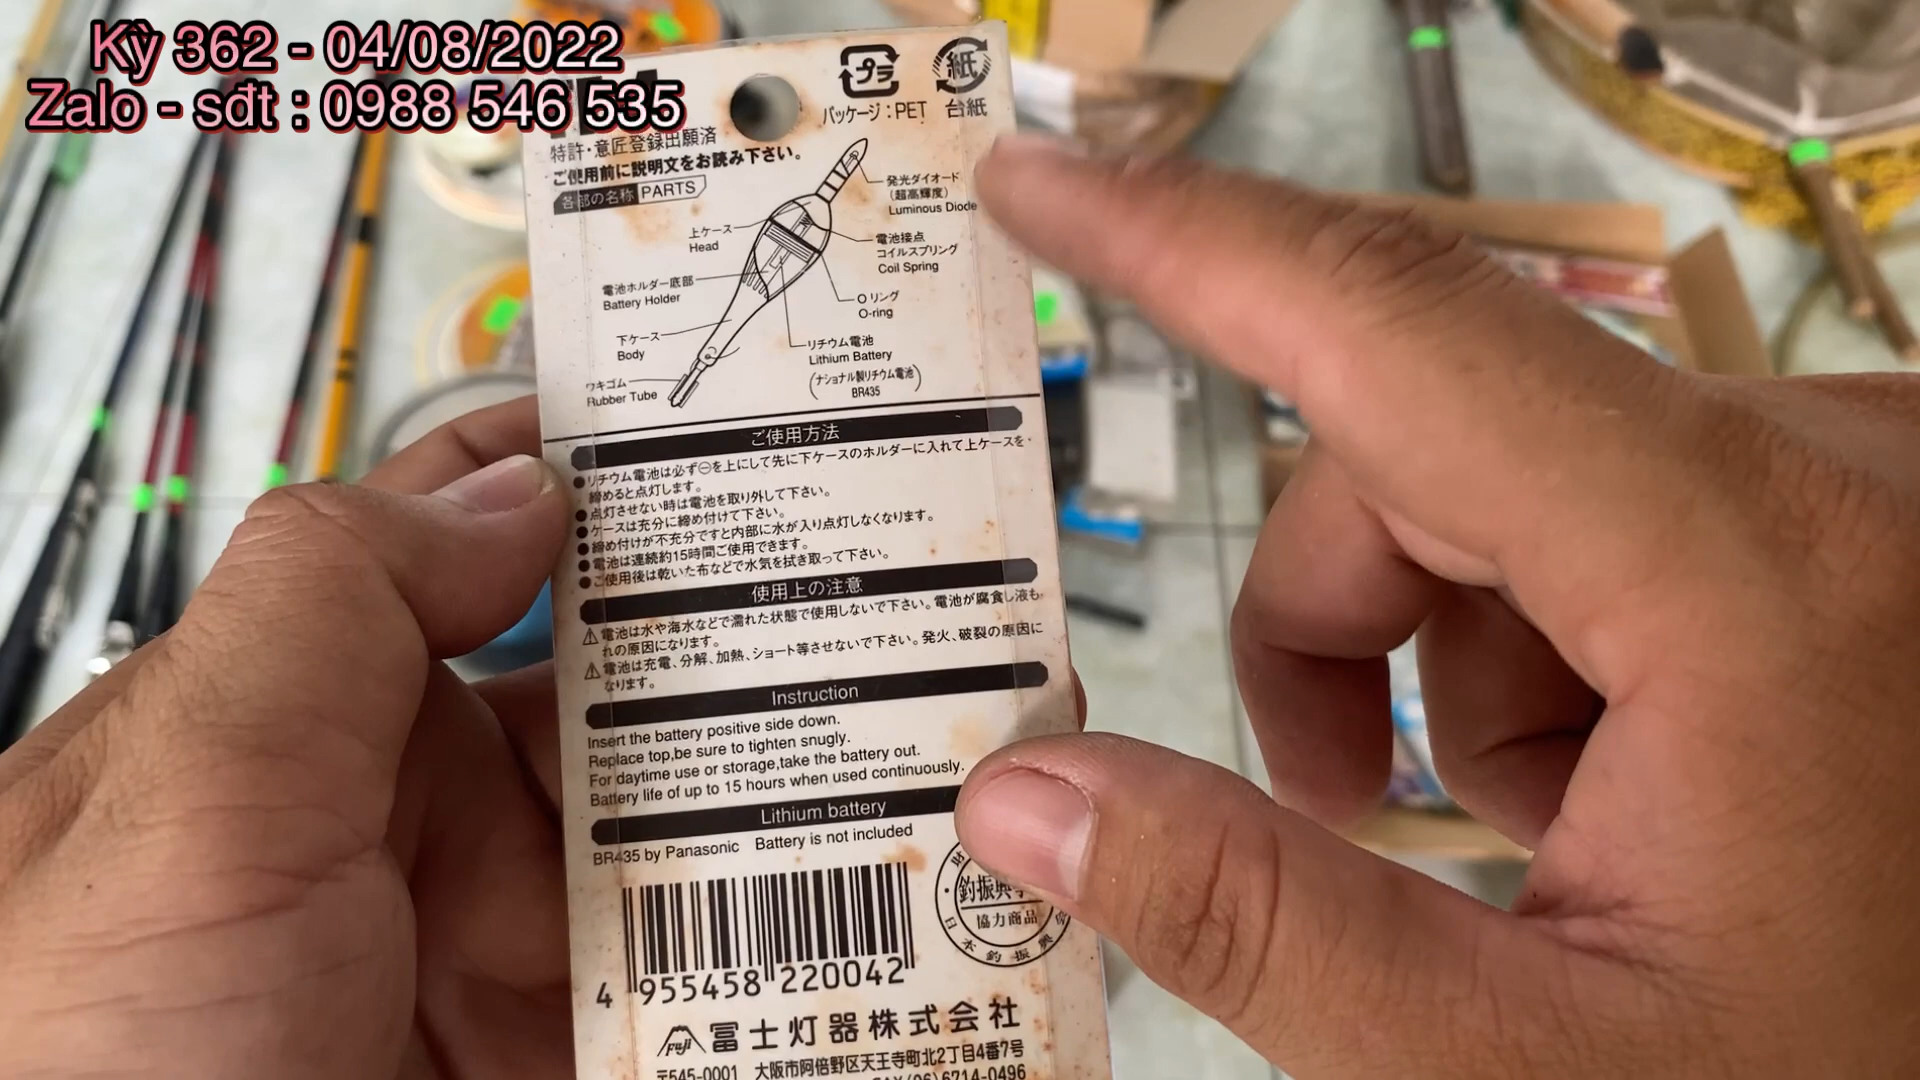 Kỳ 362 - 04/08/2022
Zalo - sđt : 0988 546 535
プラ
紙
パッケージ：PET
台紙
特許・意匠登録出願済
ご使用前に説明文をお読み下さい。
各部の名称 PARTS
発光ダイオード
（超高輝度）
Luminous Diode
上ケース
Head
電池接点
コイルスプリング
Coil Spring
電池ホルダー底部
Battery Holder
Oリング
O-ring
下ケース
Body
リチウム電池
Lithium Battery
（ナショナル製リチウム電池）
BR435
ウキゴム
Rubber Tube
ご使用方法
●リチウム電池は必ず⊖を上にして先に下ケースのホルダーに入れて上ケースを
締めると点灯します。
●点灯させない時は電池を取り外して下さい。
●ケースは充分に締め付けて下さい。
●締め付けが不充分ですと内部に水が入り点灯しなくなります。
●電池は連続約15時間ご使用できます。
●ご使用後は乾いた布などで水気を拭き取って下さい。
使用上の注意
⚠電池は水や海水などで濡れた状態で使用しないで下さい。電池が腐食し液も
れの原因になります。
⚠電池は充電、分解、加熱、ショート等させないで下さい。発火、破裂の原因に
なります。
Instruction
Insert the battery positive side down.
Replace top,be sure to tighten snugly.
For daytime use or storage,take the battery out.
Battery life of up to 15 hours when used continuously.
Lithium battery
BR435 by Panasonic Battery is not included
財
釣振興
協力商品
日本釣振興会
4 955458 220042
Fuji 冨士灯器株式会社
〒545-0001 大阪市阿倍野区天王寺町北2丁目4番7号
FAX(06)6714-0496